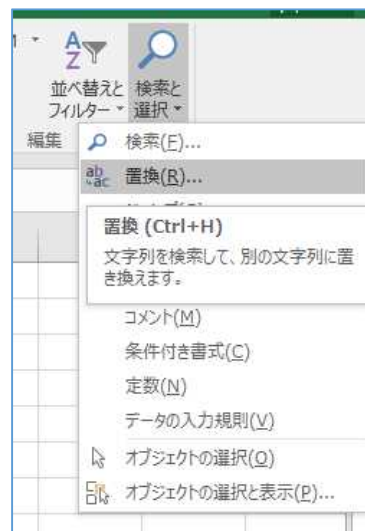 並べ替えと 検索と
フィルター 選択
編集
検索(F)...
置換(R)...
置換 (Ctrl+H)
文字列を検索して、別の文字列に置
き換えます。
コメント(M)
条件付き書式(C)
定数(N)
データの入力規則(V)
オブジェクトの選択(O)
オブジェクトの選択と表示(P)...